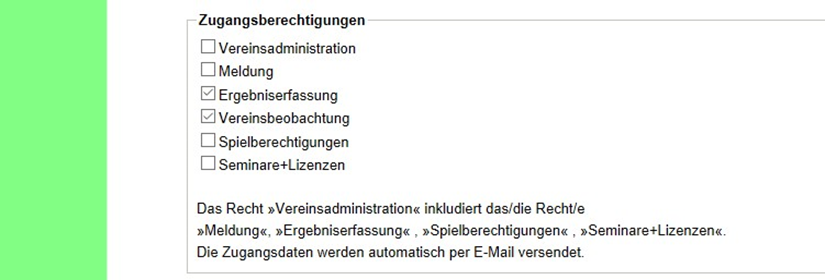 Zugangsberechtigungen
Vereinsadministration
Meldung
Ergebniserfassung
Vereinsbeobachtung
Spielberechtigungen
Seminare+Lizenzen
Das Recht »Vereinsadministration« inkludiert das/die Recht/e
»Meldung«, »Ergebniserfassung« , »Spielberechtigungen« , »Seminare+Lizenzen«.
Die Zugangsdaten werden automatisch per E-Mail versendet.